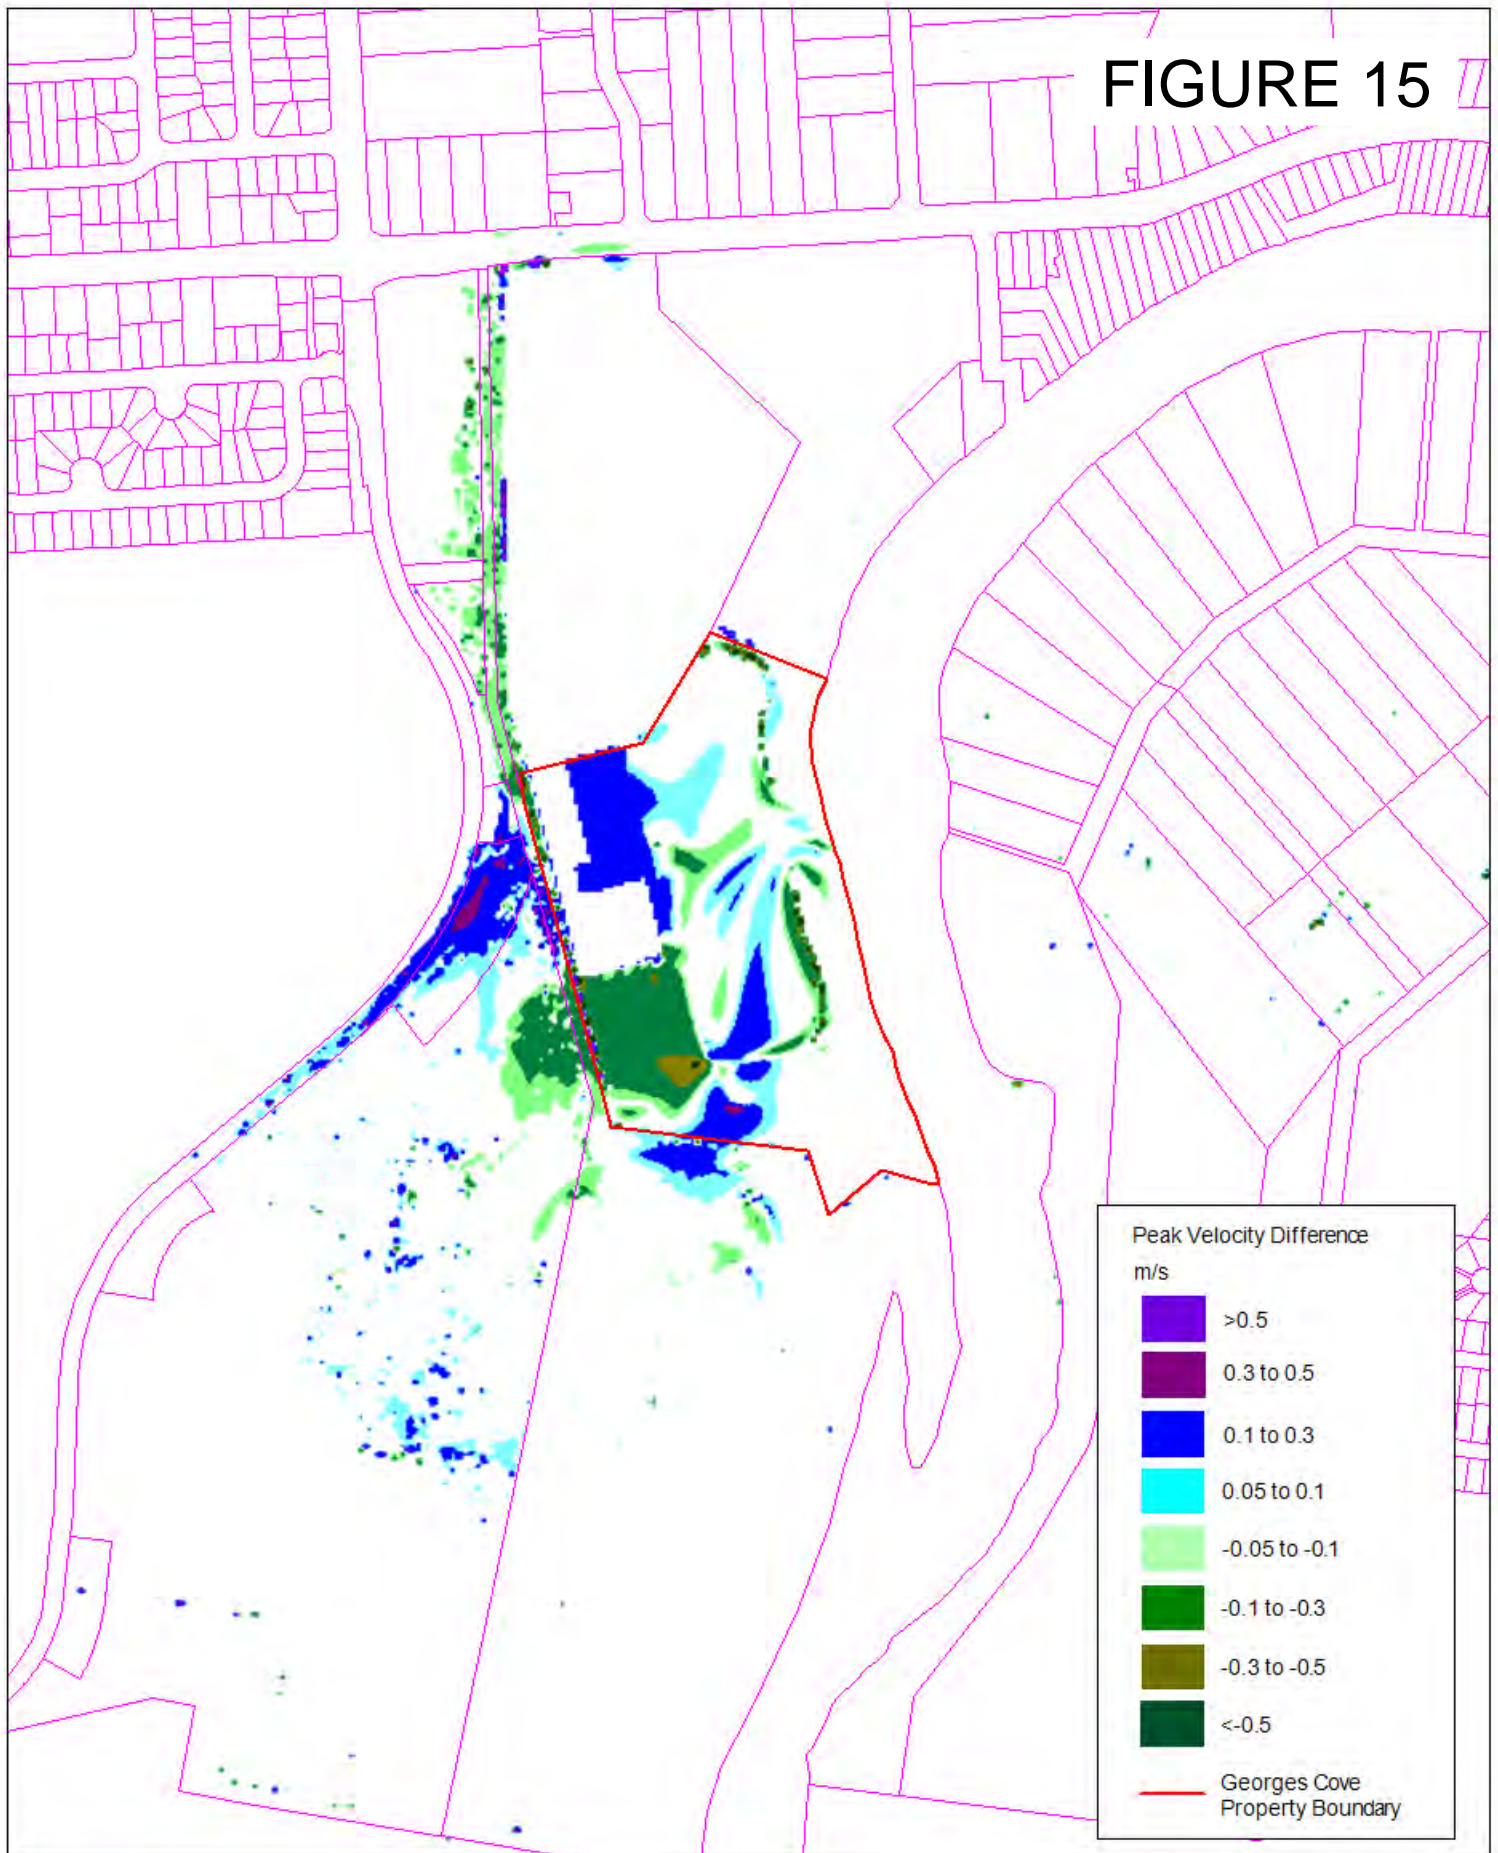 FIGURE 15
Peak Velocity Difference
m/s
>0.5
0.3 to 0.5
0.1 to 0.3
0.05 to 0.1
-0.05 to -0.1
-0.1 to -0.3
-0.3 to -0.5
<-0.5
Georges Cove
Property Boundary